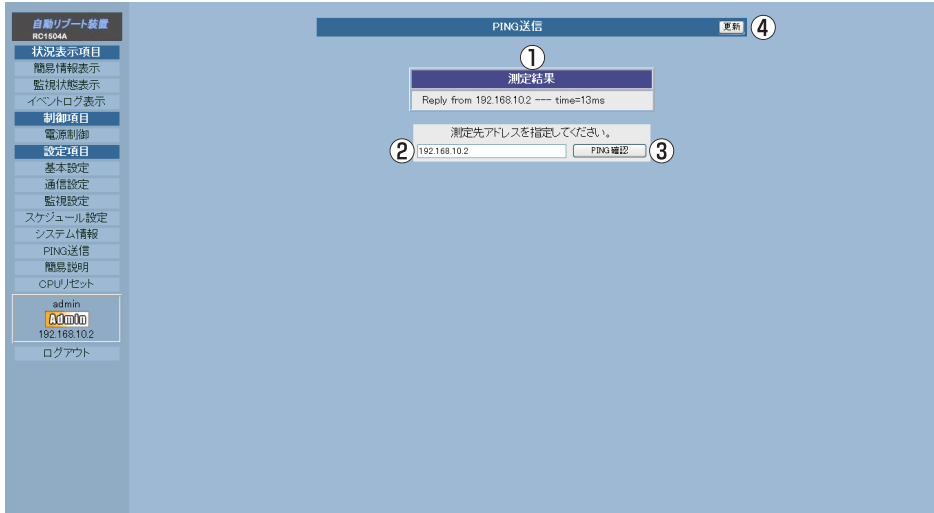 自動リブート装置
RC1504A
状況表示項目
簡易情報表示
監視状態表示
イベントログ表示
制御項目
電源制御
設定項目
基本設定
通信設定
監視設定
スケジュール設定
システム情報
PING送信
簡易説明
CPUリセット
admin
Admin
192.168.10.2
ログアウト
PING送信
更新 ④
①
測定結果
Reply from 192.168.10.2 --- time=13ms
測定先アドレスを指定してください。
② 192.168.10.2 PING確認 ③